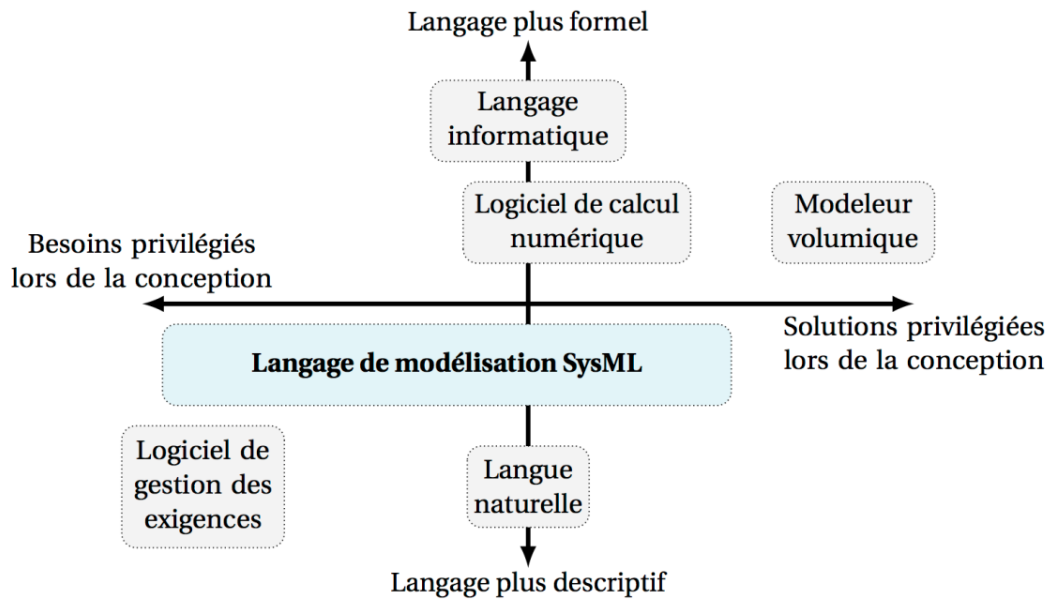 Langage plus formel
Langage
informatique
Logiciel de calcul
numérique
Modeleur
volumique
Besoins privilégiés
lors de la conception
Solutions privilégiées
lors de la conception
Langage de modélisation SysML
Logiciel de
gestion des
exigences
Langue
naturelle
Langage plus descriptif